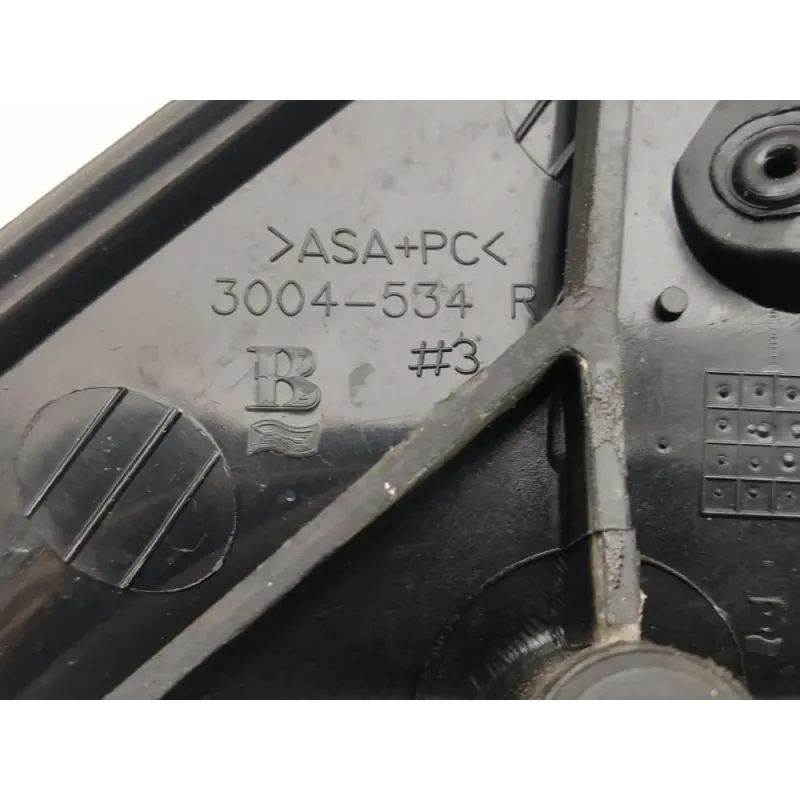 >ASA+PC<
3004-534 R
B #3
B